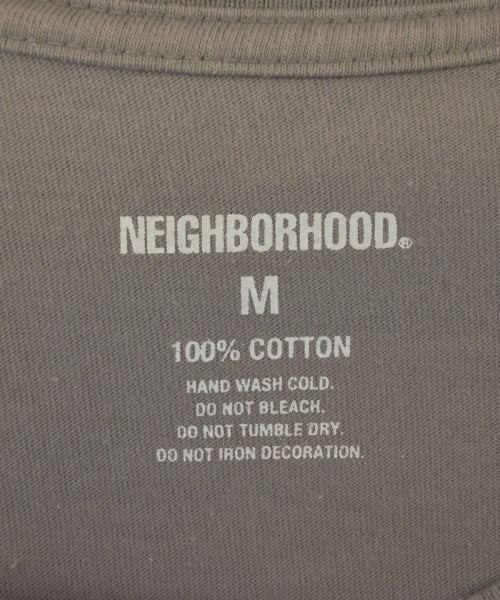 NEIGHBORHOOD®
M
100% COTTON
HAND WASH COLD.
DO NOT BLEACH.
DO NOT TUMBLE DRY.
DO NOT IRON DECORATION.